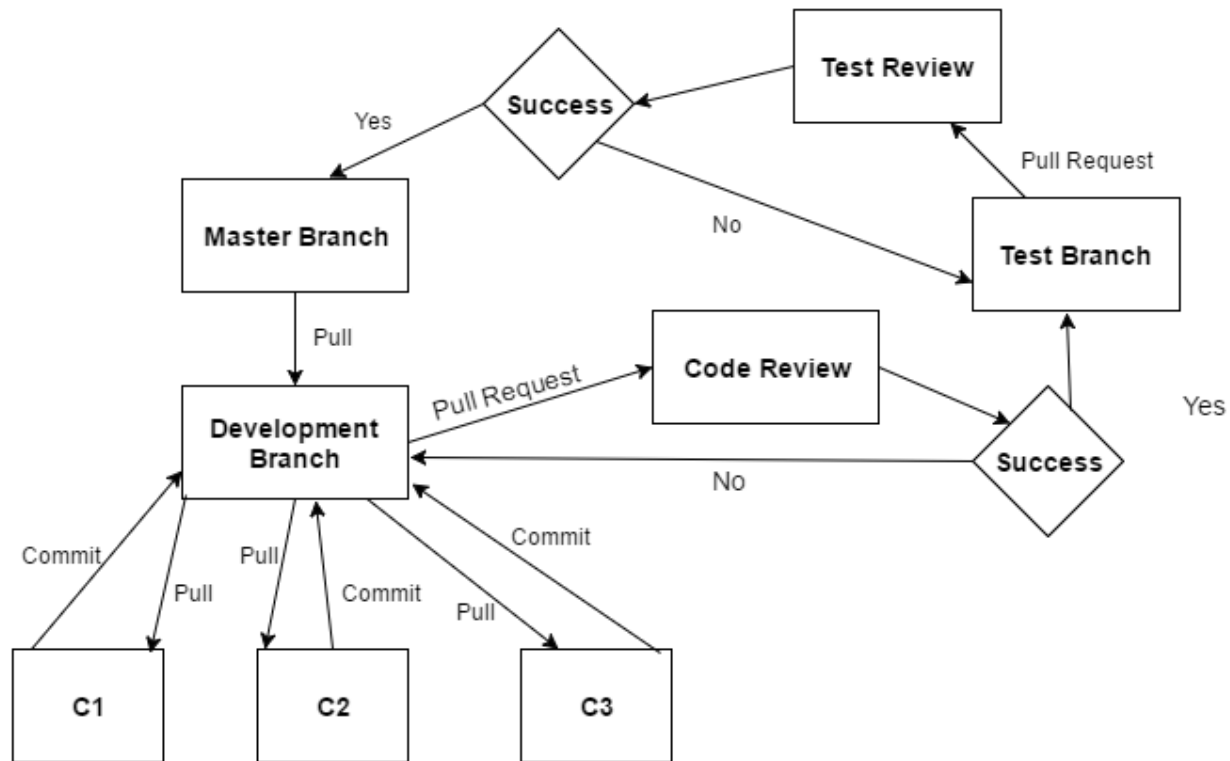 Test Review
Success
Yes
Pull Request
Master Branch
No
Test Branch
Pull
Pull Request
Code Review
Development
Branch
Yes
Success
No
Commit
Pull
Pull
Commit
Pull
Commit
C1
C2
C3